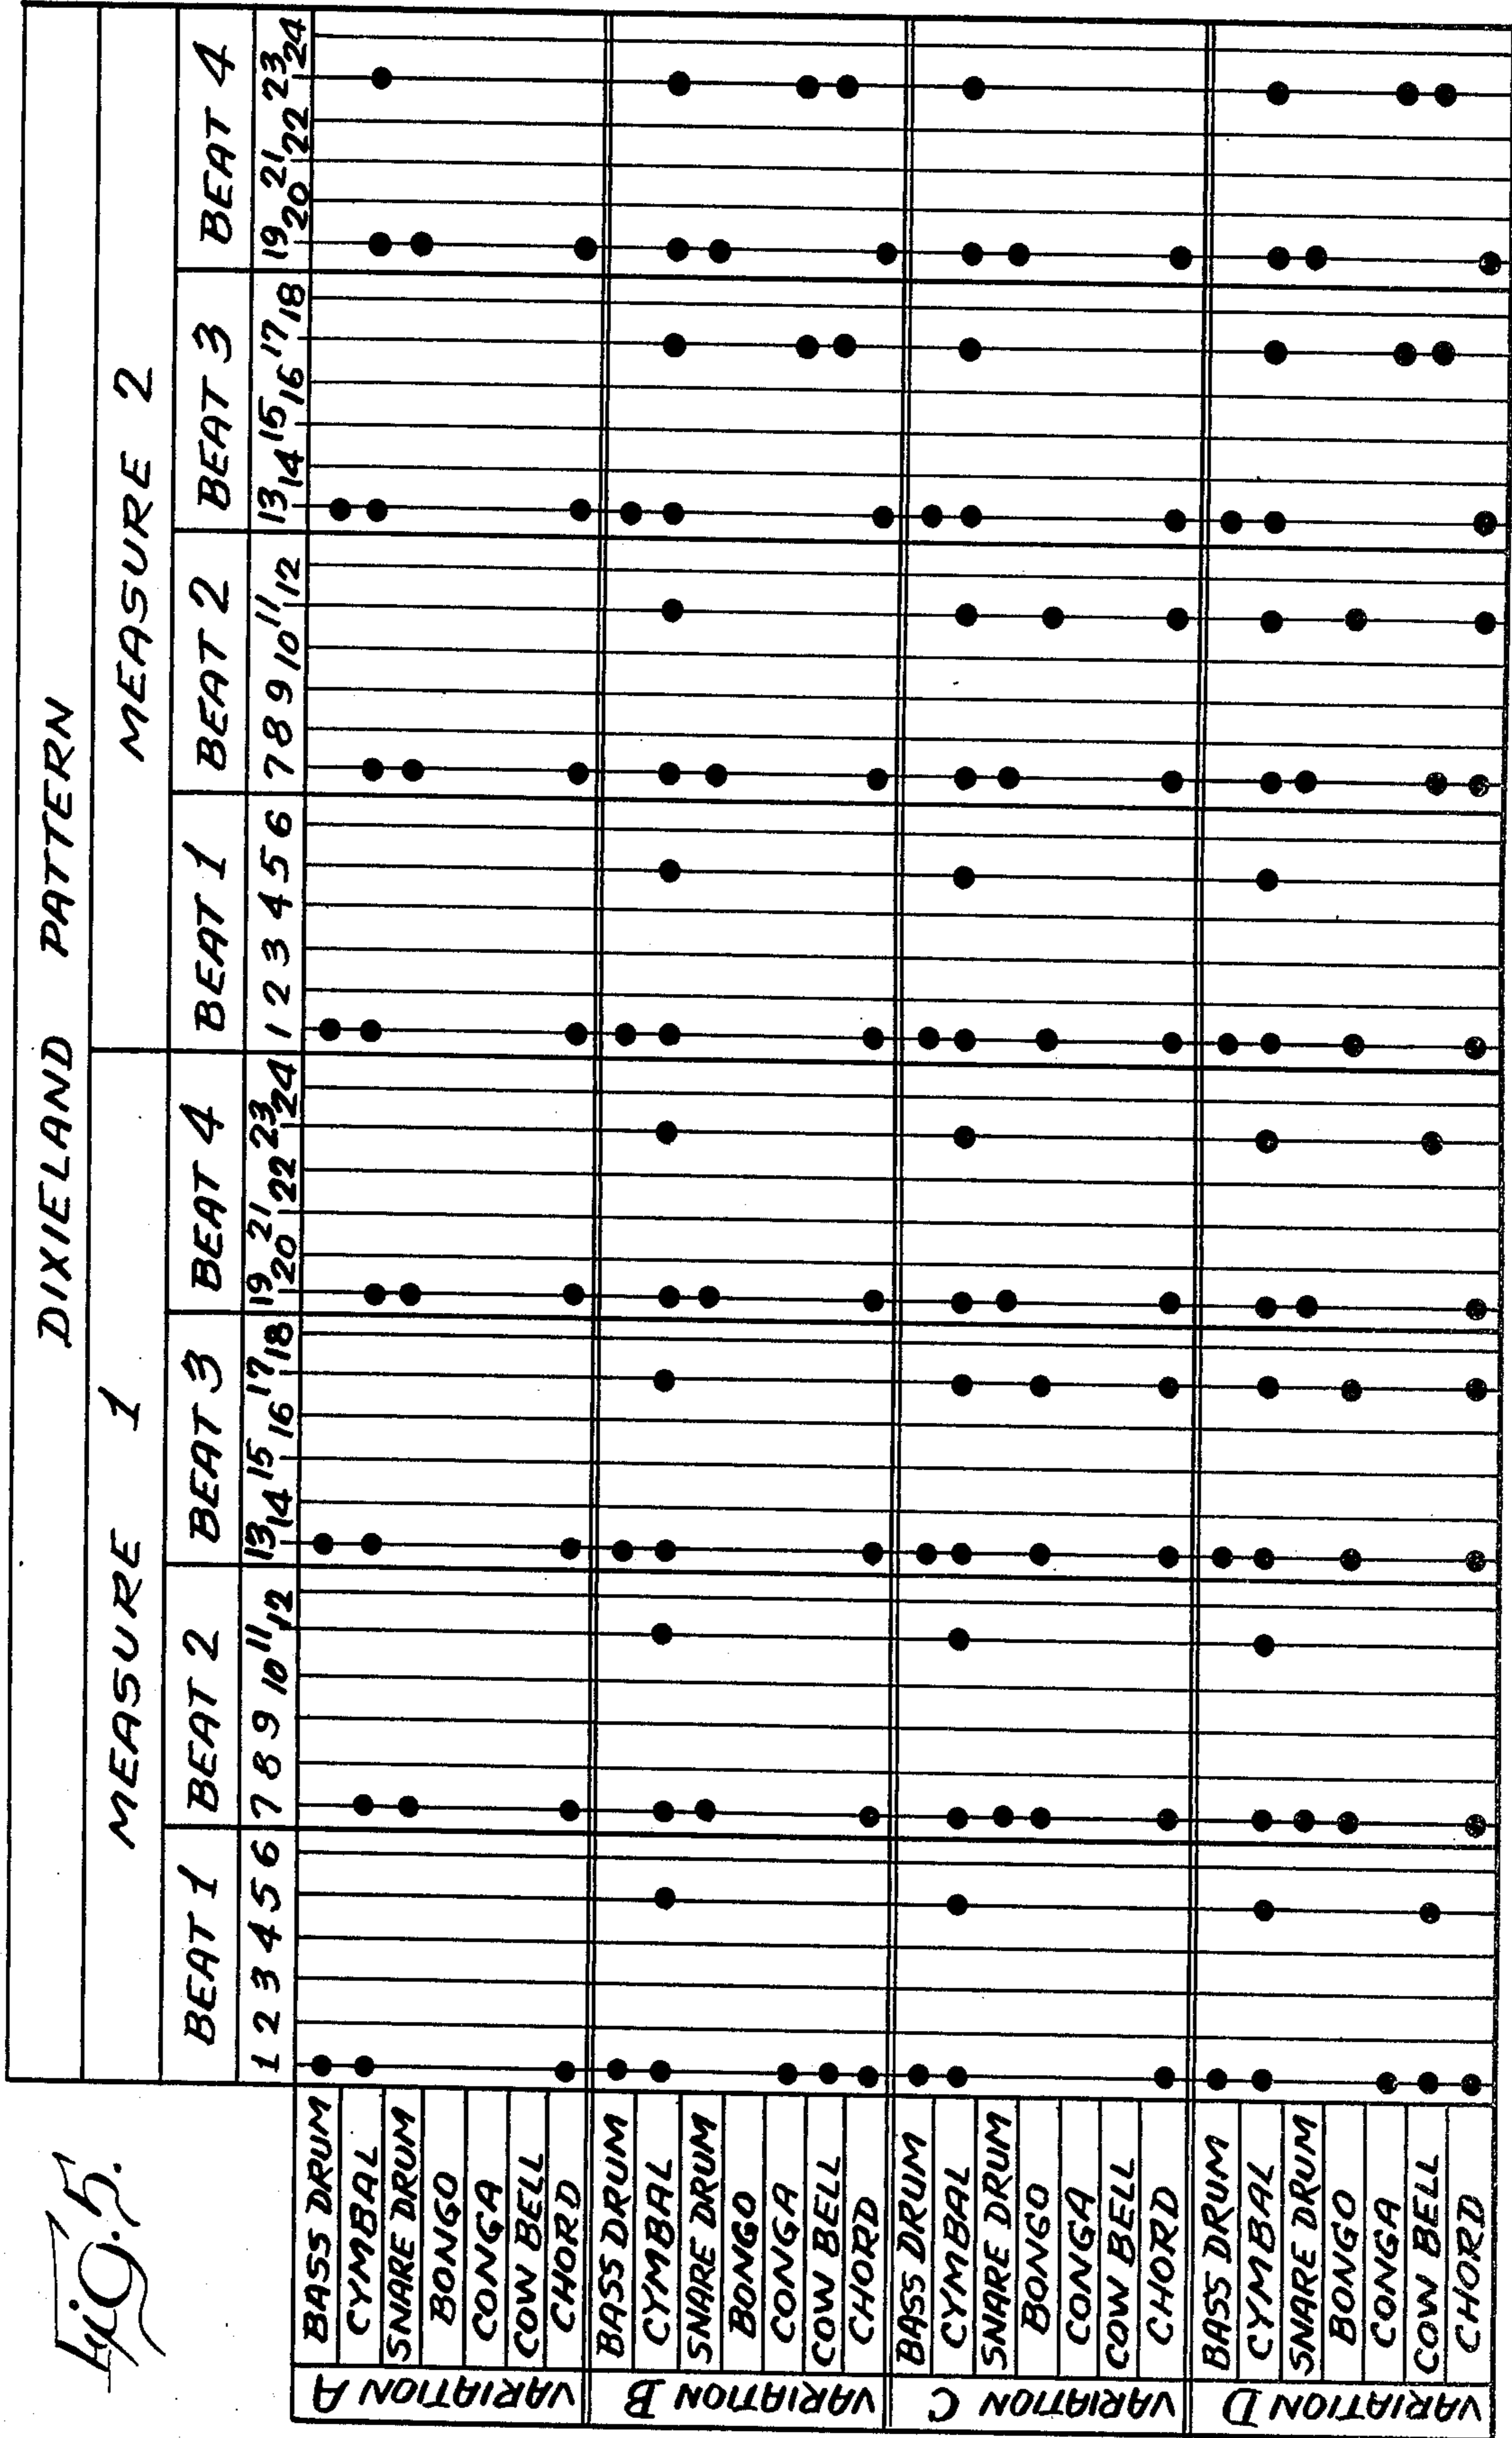 Fig. 5.
DIXIELAND PATTERN
MEASURE 1 MEASURE 2
BEAT 1 BEAT 2 BEAT 3 BEAT 4 BEAT 1 BEAT 2 BEAT 3 BEAT 4
1 2 3 4 5 6 7 8 9 10 11 12 13 14 15 16 17 18 19 20 21 22 23 24 1 2 3 4 5 6 7 8 9 10 11 12 13 14 15 16 17 18 19 20 21 22 23 24
VARIATION A
BASS DRUM
CYMBAL
SNARE DRUM
BONGO
CONGA
COW BELL
CHORD
VARIATION B
BASS DRUM
CYMBAL
SNARE DRUM
BONGO
CONGA
COW BELL
CHORD
VARIATION C
BASS DRUM
CYMBAL
SNARE DRUM
BONGO
CONGA
COW BELL
CHORD
VARIATION D
BASS DRUM
CYMBAL
SNARE DRUM
BONGO
CONGA
COW BELL
CHORD